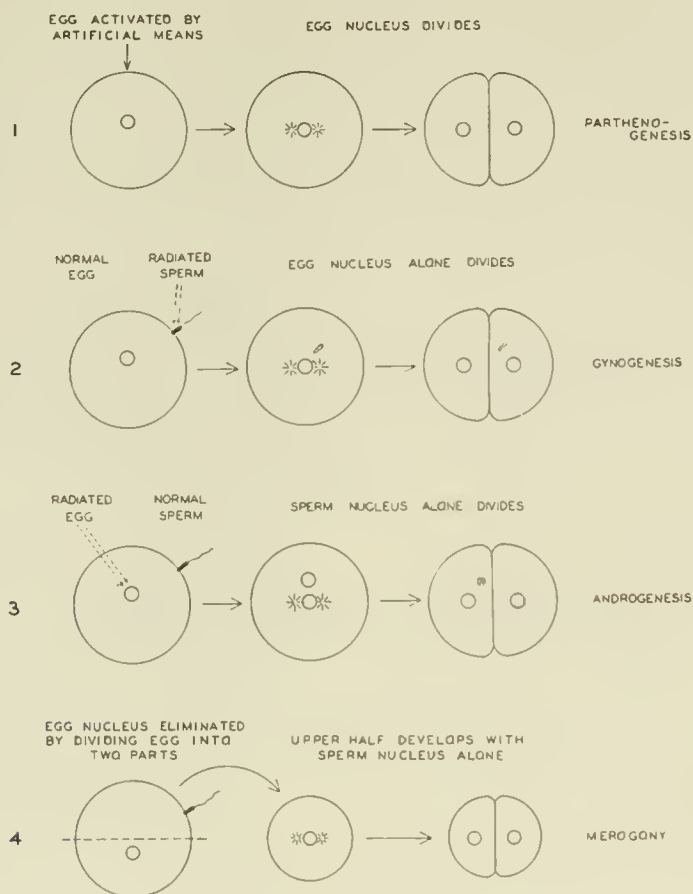 EGG ACTIVATED BY
ARTIFICIAL MEANS
EGG NUCLEUS DIVIDES
1
PARTHENO-
GENESIS
NORMAL
EGG
RADIATED
SPERM
EGG NUCLEUS ALONE DIVIDES
2
GYNOGENESIS
RADIATED
EGG
NORMAL
SPERM
SPERM NUCLEUS ALONE DIVIDES
3
ANDROGENESIS
EGG NUCLEUS ELIMINATED
BY DIVIDING EGG INTO
TWO PARTS
UPPER HALF DEVELOPS WITH
SPERM NUCLEUS ALONE
4
MEROGONY